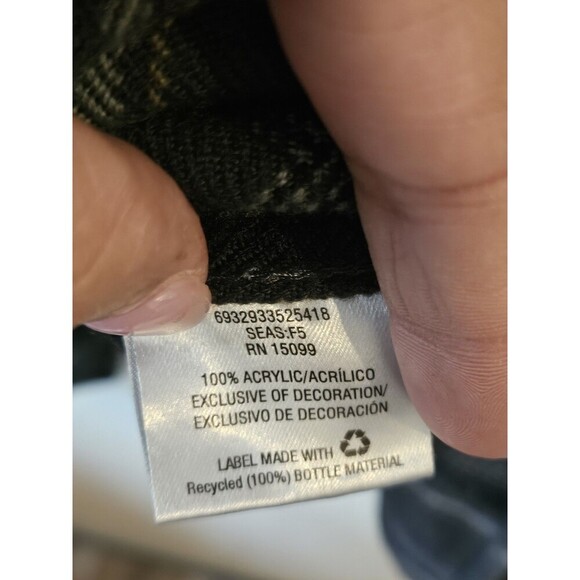 6932933525418
SEAS:F5
RN 15099
100% ACRYLIC/ACRÍLICO
EXCLUSIVE OF DECORATION/
EXCLUSIVO DE DECORACIÓN
LABEL MADE WITH
Recycled (100%) BOTTLE MATERIAL